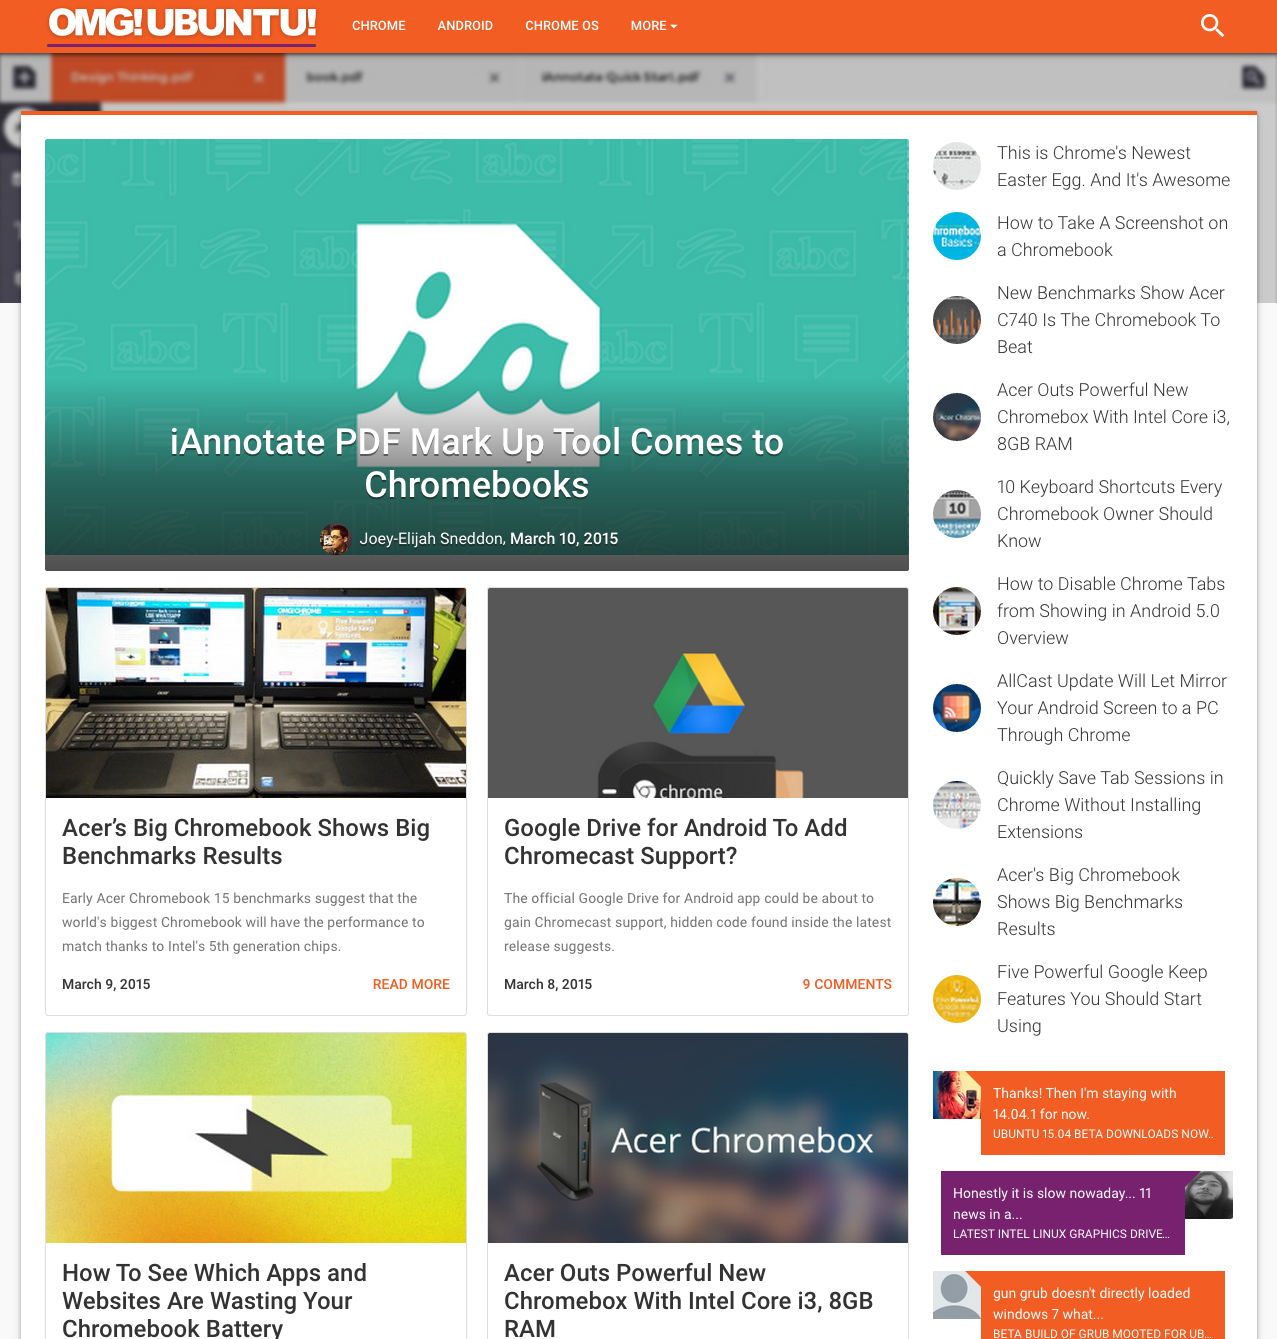 OMG! UBUNTU!
CHROME
ANDROID
CHROME OS
MORE
Design Thinking.pdf
book.pdf
iAnnotate Quick Start.pdf
abc
ia
iAnnotate PDF Mark Up Tool Comes to
Chromebooks
Joey-Elijah Sneddon, March 10, 2015
Acer’s Big Chromebook Shows Big
Benchmarks Results
Early Acer Chromebook 15 benchmarks suggest that the
world's biggest Chromebook will have the performance to
match thanks to Intel's 5th generation chips.
March 9, 2015
READ MORE
chrome
Google Drive for Android To Add
Chromecast Support?
The official Google Drive for Android app could be about to
gain Chromecast support, hidden code found inside the latest
release suggests.
March 8, 2015
9 COMMENTS
How To See Which Apps and
Websites Are Wasting Your
Chromebook Battery
Acer Chromebox
Acer Outs Powerful New
Chromebox With Intel Core i3, 8GB
RAM
This is Chrome's Newest
Easter Egg. And It's Awesome
Basics
How to Take A Screenshot on
a Chromebook
New Benchmarks Show Acer
C740 Is The Chromebook To
Beat
Acer Outs Powerful New
Chromebox With Intel Core i3,
8GB RAM
10
10 Keyboard Shortcuts Every
Chromebook Owner Should
Know
How to Disable Chrome Tabs
from Showing in Android 5.0
Overview
AllCast Update Will Let Mirror
Your Android Screen to a PC
Through Chrome
Quickly Save Tab Sessions in
Chrome Without Installing
Extensions
Acer's Big Chromebook
Shows Big Benchmarks
Results
Five Powerful Google Keep
Features You Should Start
Using
Thanks! Then I'm staying with
14.04.1 for now.
UBUNTU 15.04 BETA DOWNLOADS NOW...
Honestly it is slow nowaday... 11
news in a...
LATEST INTEL LINUX GRAPHICS DRIVE...
gun grub doesn't directly loaded
windows 7 what...
BETA BUILD OF GRUB MOOTED FOR UB...